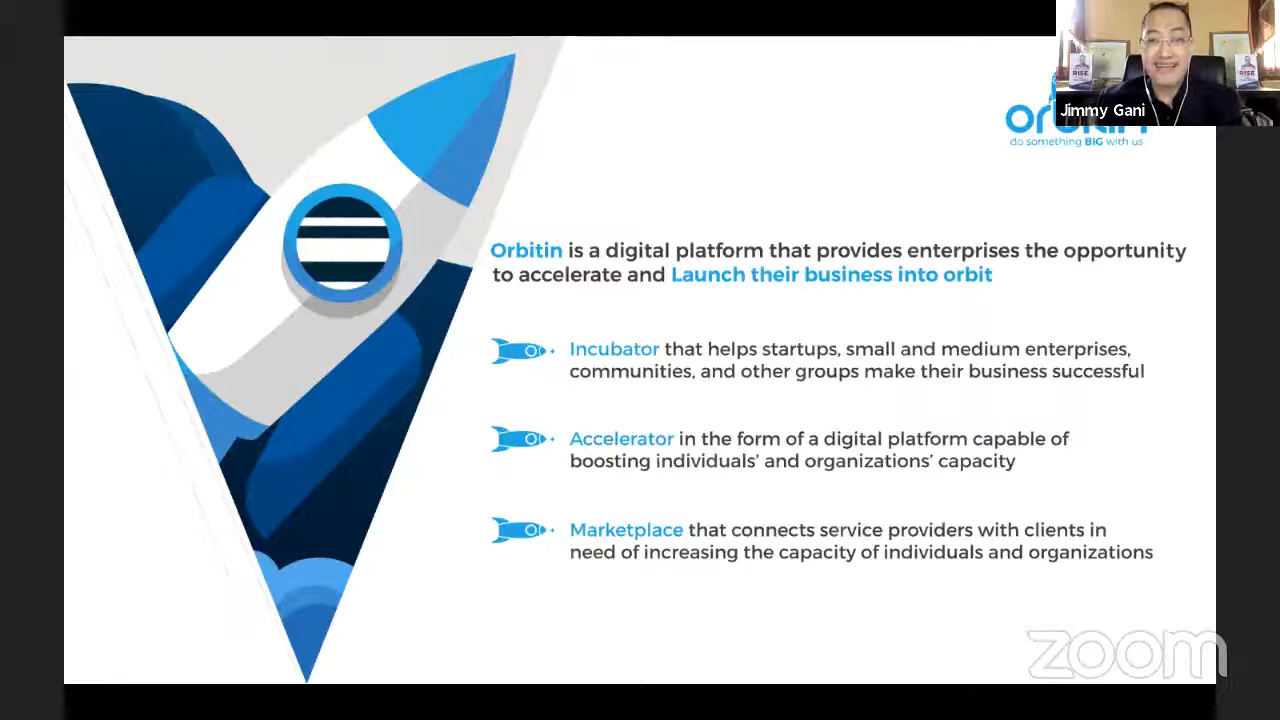 Jimmy Gani
RISE
RISE
do something BIG with us
Orbitin is a digital platform that provides enterprises the opportunity
to accelerate and Launch their business into orbit
Incubator that helps startups, small and medium enterprises,
communities, and other groups make their business successful
Accelerator in the form of a digital platform capable of
boosting individuals’ and organizations’ capacity
Marketplace that connects service providers with clients in
need of increasing the capacity of individuals and organizations
zoom